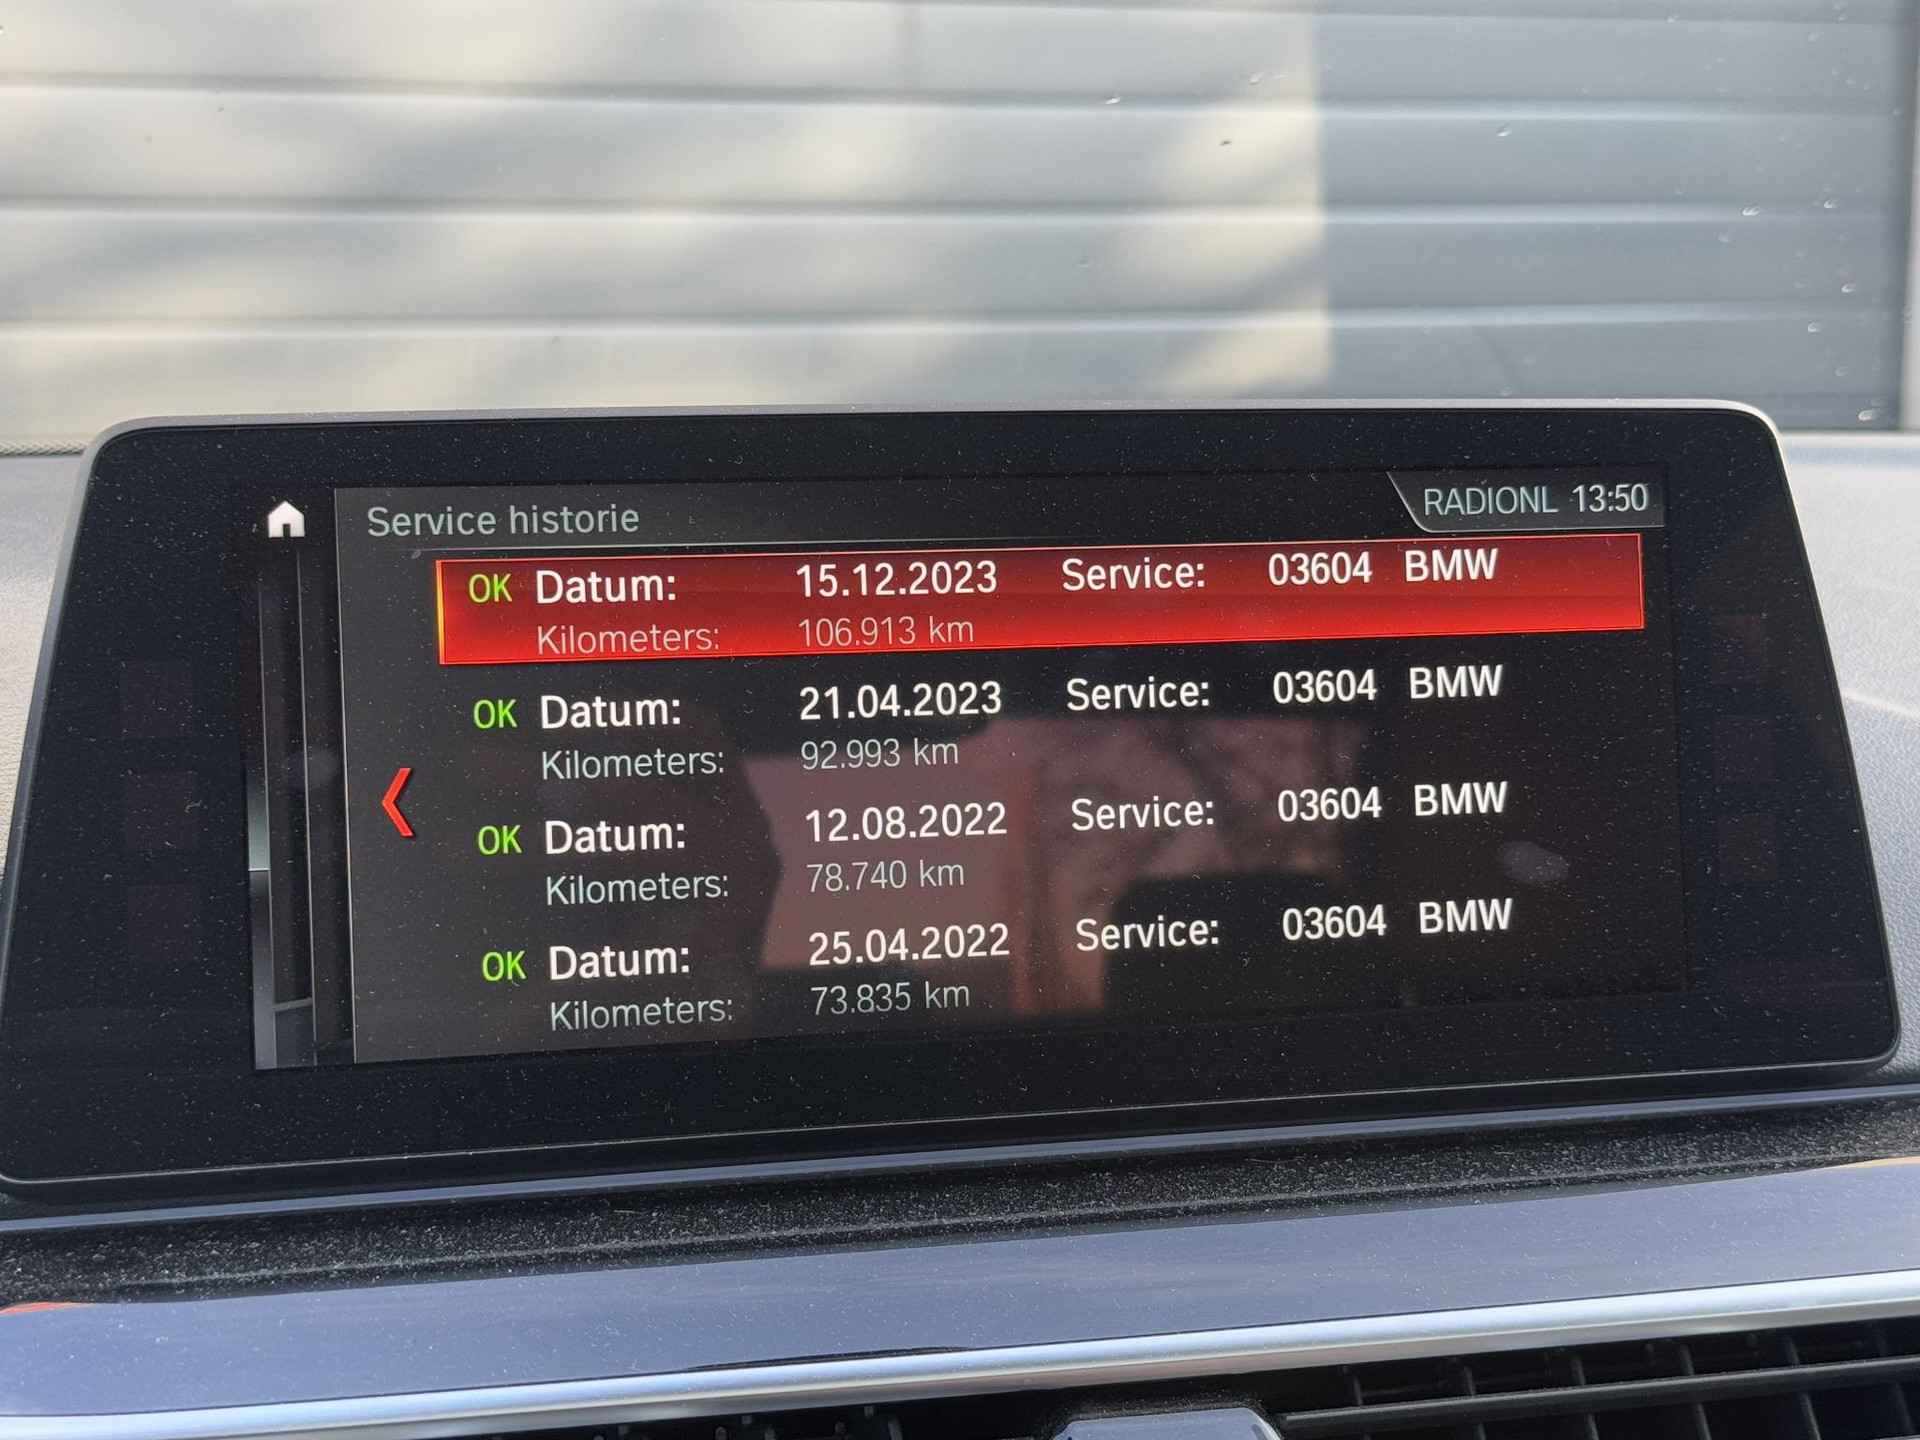 Service historie RADIONL 13:50
OK Datum: 15.12.2023 Service: 03604 BMW
Kilometers: 106.913 km
OK Datum: 21.04.2023 Service: 03604 BMW
Kilometers: 92.993 km
OK Datum: 12.08.2022 Service: 03604 BMW
Kilometers: 78.740 km
OK Datum: 25.04.2022 Service: 03604 BMW
Kilometers: 73.835 km